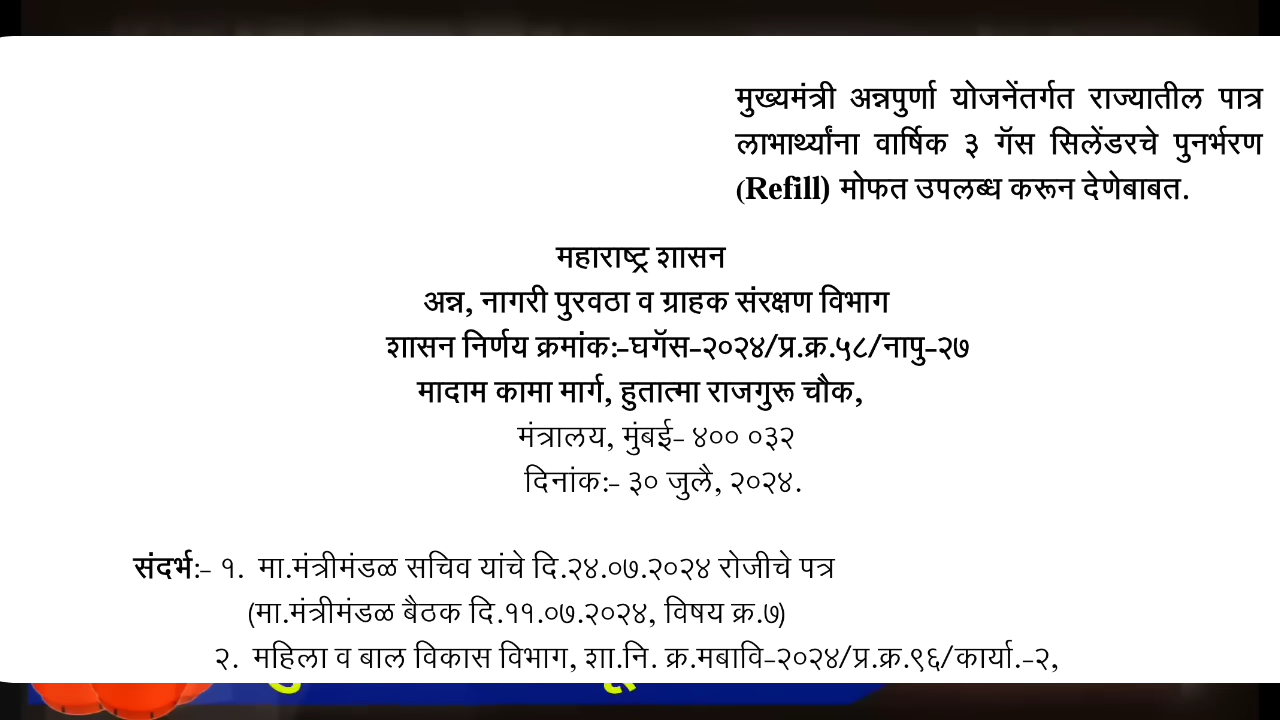 मुख्यमंत्री अन्नपुर्णा योजनेंतर्गत राज्यातील पात्र
लाभार्थ्यांना वार्षिक ३ गॅस सिलेंडरचे पुनर्भरण
(Refill) मोफत उपलब्ध करून देणेबाबत.
महाराष्ट्र शासन
अन्न, नागरी पुरवठा व ग्राहक संरक्षण विभाग
शासन निर्णय क्रमांक:-घगॅस-२०२४/प्र.क्र.५८/नापु-२७
मादाम कामा मार्ग, हुतात्मा राजगुरू चौक,
मंत्रालय, मुंबई- ४०० ०३२
दिनांक:- ३० जुलै, २०२४.
संदर्भ:- १. मा.मंत्रीमंडळ सचिव यांचे दि.२४.०७.२०२४ रोजीचे पत्र
(मा.मंत्रीमंडळ बैठक दि.११.०७.२०२४, विषय क्र.७)
२. महिला व बाल विकास विभाग, शा.नि. क्र.मबावि-२०२४/प्र.क्र.९६/कार्या.-२,